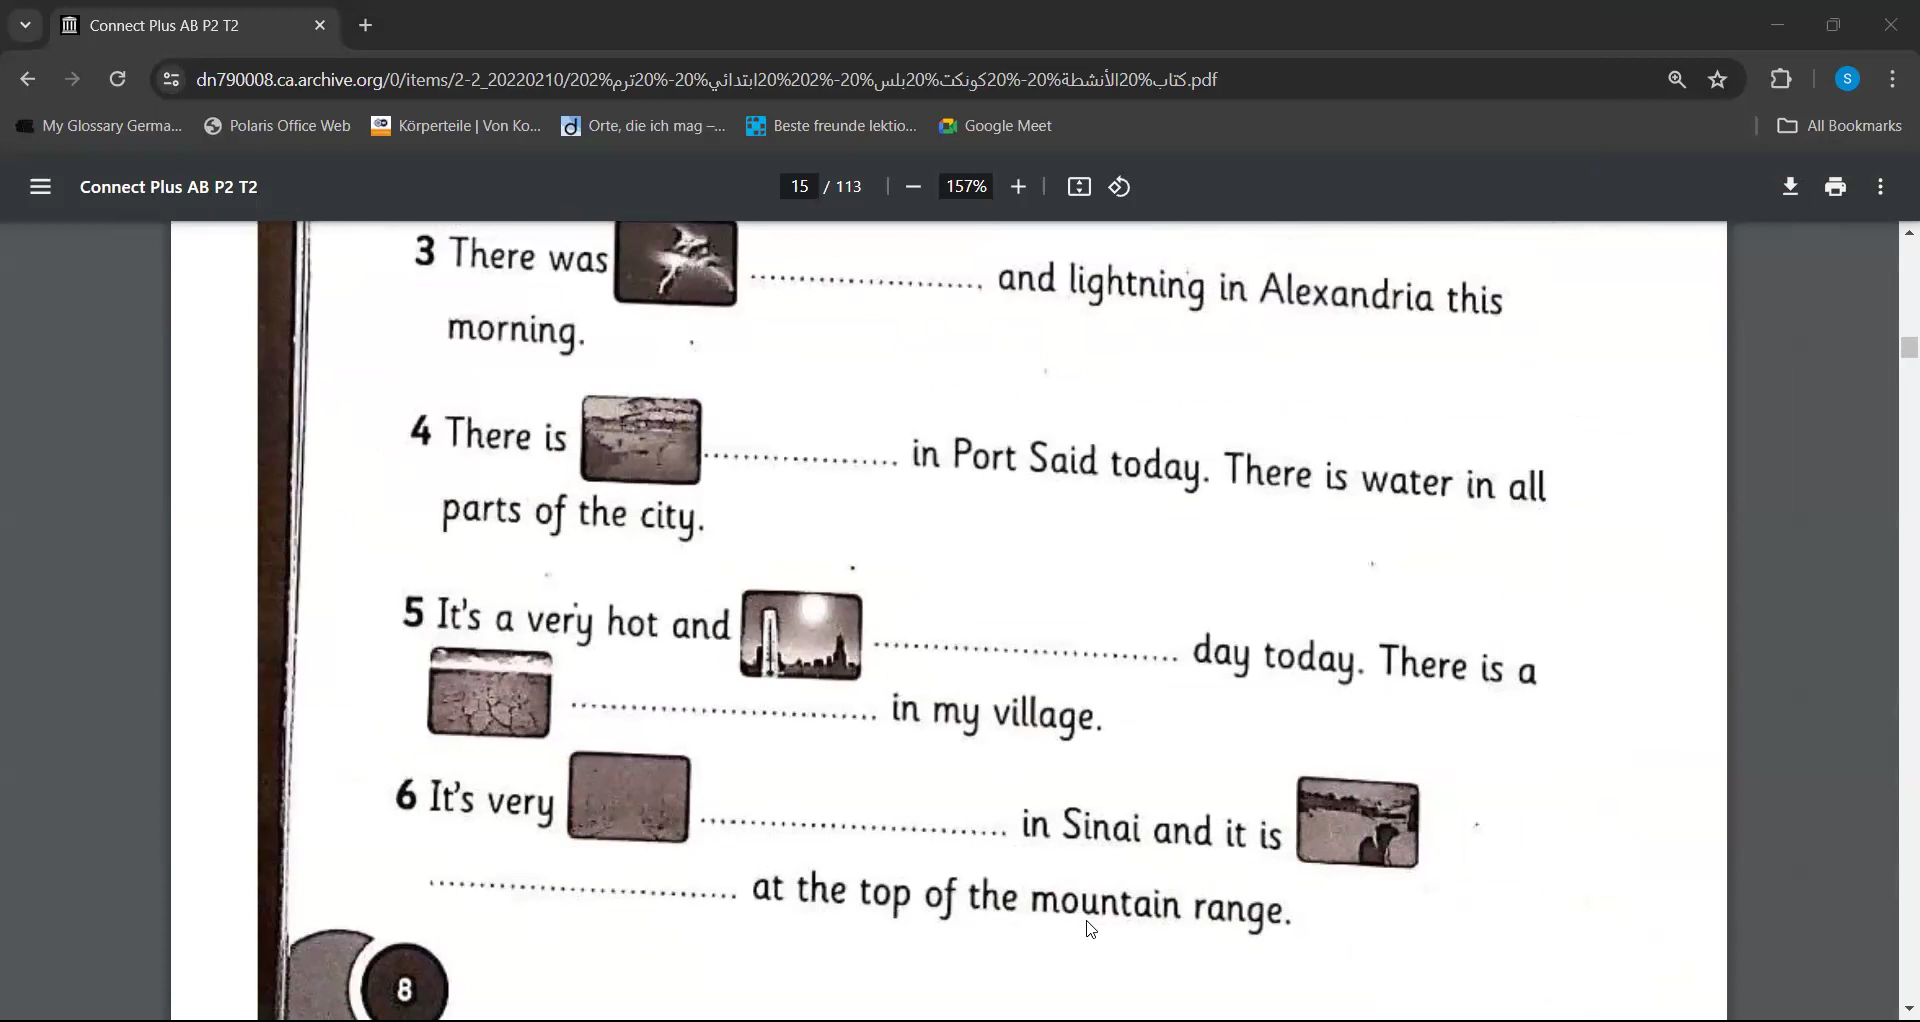 Connect Plus AB P2 T2
dn790008.ca.archive.org/0/items/2-2_20220210/كتاب%20الأنشطة%20-%20كونكت%20بلس%20-%202%20ابتدائي%20-%20ترم%202.pdf
My Glossary Germa...
Polaris Office Web
Körperteile | Von Ko...
Orte, die ich mag –...
Beste freunde lektio...
Google Meet
All Bookmarks
Connect Plus AB P2 T2
15 / 113
157%
S
3 There was .......... and lightning in Alexandria this
morning.
4 There is .......... in Port Said today. There is water in all
parts of the city.
5 It's a very hot and .......... day today. There is a
.......... in my village.
6 It's very .......... in Sinai and it is
.......... at the top of the mountain range.
8